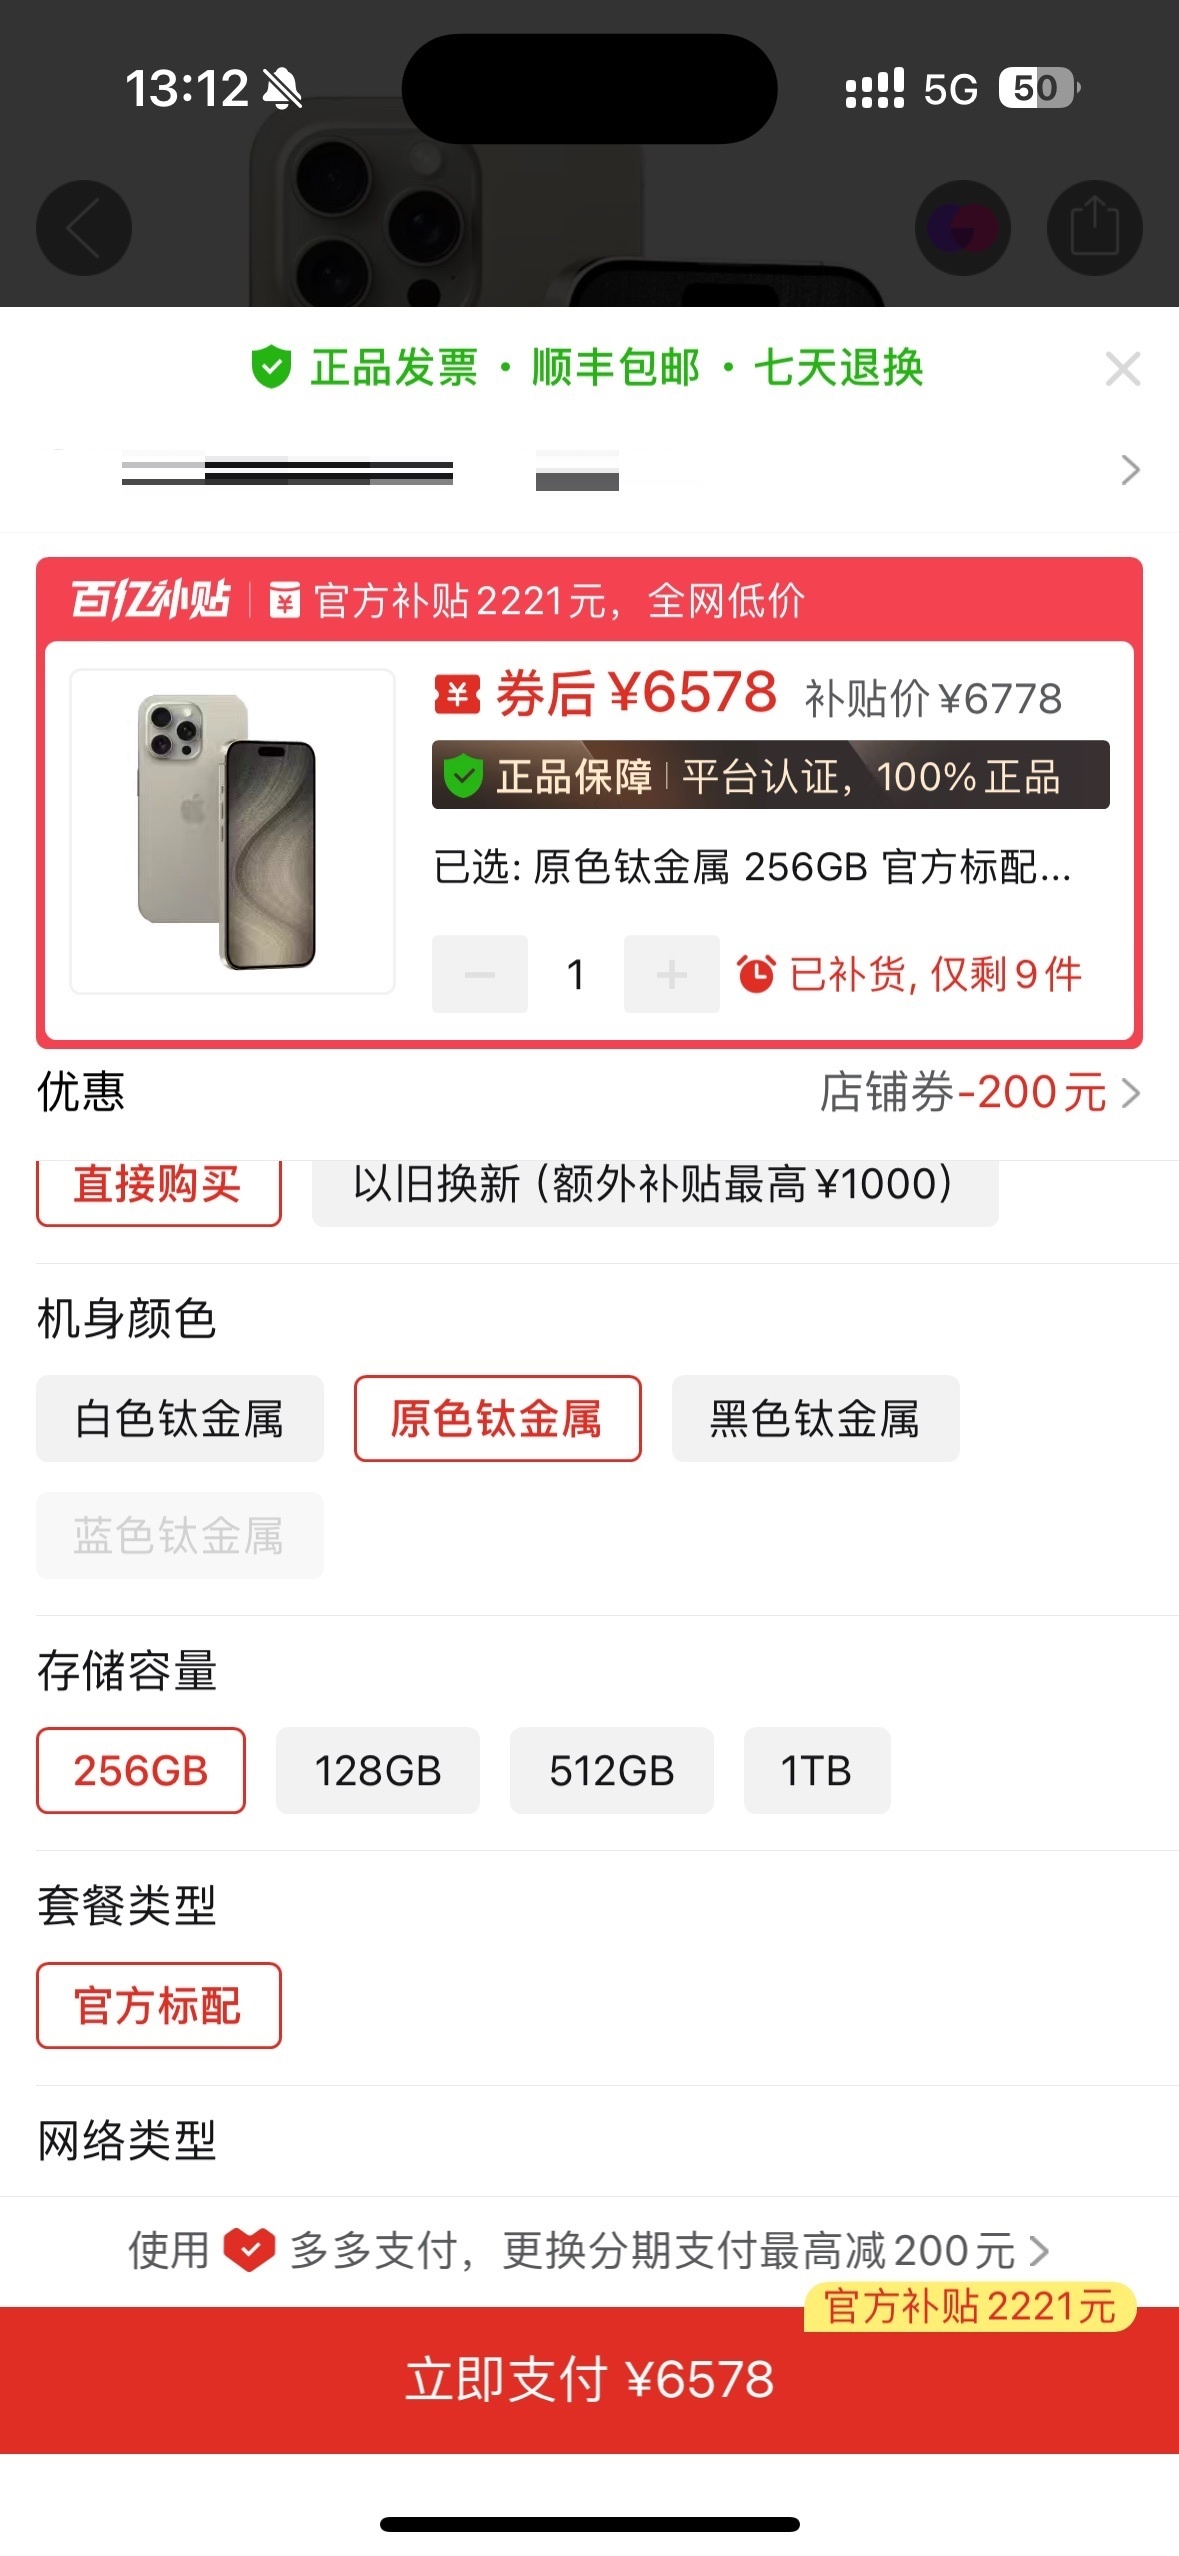 13:12 5G 50
正品发票 · 顺丰包邮 · 七天退换
百亿补贴 官方补贴2221元，全网低价
券后 ¥6578 补贴价 ¥6778
正品保障 平台认证，100%正品
已选: 原色钛金属 256GB 官方标配...
1 已补货, 仅剩9件
优惠 店铺券-200元
直接购买 以旧换新 (额外补贴最高¥1000)
机身颜色
白色钛金属 原色钛金属 黑色钛金属
蓝色钛金属
存储容量
256GB 128GB 512GB 1TB
套餐类型
官方标配
网络类型
使用 多多支付，更换分期支付最高减200元
官方补贴2221元
立即支付 ¥6578